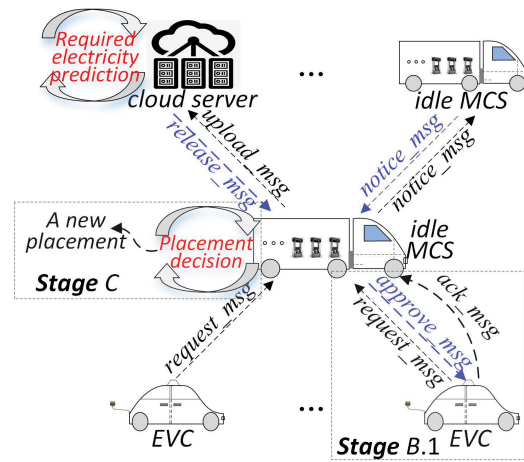 Required
electricity
prediction
cloud server
...
idle MCS
upload_msg
release_msg
notice_msg
notice_msg
A new
placement
Placement
decision
Stage C
idle
MCS
request_msg
approve_msg
request_msg
ack_msg
EVC
...
EVC
Stage B.1